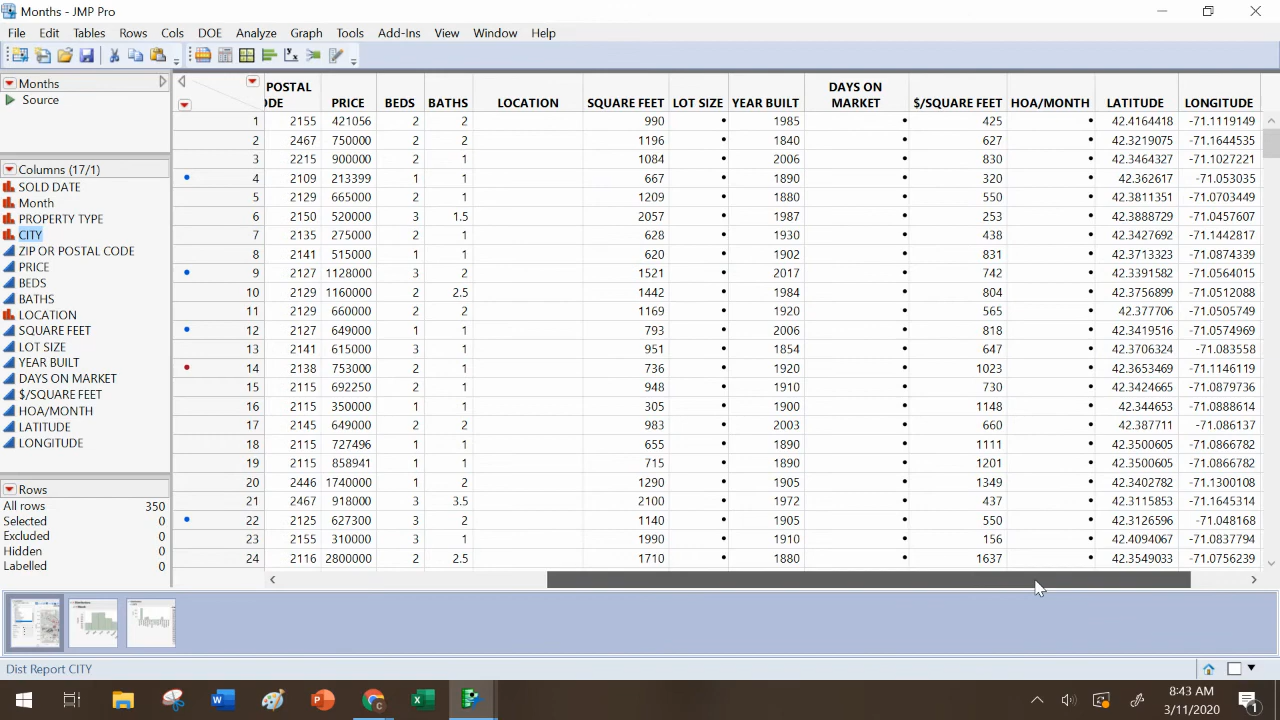 Months - JMP Pro
File Edit Tables Rows Cols DOE Analyze Graph Tools Add-Ins View Window Help
Months
Source
Columns (17/1)
SOLD DATE
Month
PROPERTY TYPE
CITY
ZIP OR POSTAL CODE
PRICE
BEDS
BATHS
LOCATION
SQUARE FEET
LOT SIZE
YEAR BUILT
DAYS ON MARKET
$/SQUARE FEET
HOA/MONTH
LATITUDE
LONGITUDE
Rows
All rows 350
Selected 0
Excluded 0
Hidden 0
Labelled 0
POSTAL DAYS ON
ODE PRICE BEDS BATHS LOCATION SQUARE FEET LOT SIZE YEAR BUILT MARKET $/SQUARE FEET HOA/MONTH LATITUDE LONGITUDE
1 2155 421056 2 2 990 • 1985 • 425 • 42.4164418 -71.1119149
2 2467 750000 2 2 1196 • 1840 • 627 • 42.3219075 -71.1644535
3 2215 900000 2 1 1084 • 2006 • 830 • 42.3464327 -71.1027221
4 2109 213399 1 1 667 • 1890 • 320 • 42.362617 -71.053035
5 2129 665000 2 1 1209 • 1880 • 550 • 42.3811351 -71.0703449
6 2150 520000 3 1.5 2057 • 1987 • 253 • 42.3888729 -71.0457607
7 2135 275000 2 1 628 • 1930 • 438 • 42.3427692 -71.1442817
8 2141 515000 1 1 620 • 1902 • 831 • 42.3713323 -71.0874339
9 2127 1128000 3 2 1521 • 2017 • 742 • 42.3391582 -71.0564015
10 2129 1160000 2 2.5 1442 • 1984 • 804 • 42.3756899 -71.0512088
11 2129 660000 2 2 1169 • 1920 • 565 • 42.377706 -71.0505749
12 2127 649000 1 1 793 • 2006 • 818 • 42.3419516 -71.0574969
13 2141 615000 3 1 951 • 1854 • 647 • 42.3706324 -71.083558
14 2138 753000 2 1 736 • 1920 • 1023 • 42.3653469 -71.1146119
15 2115 692250 2 1 948 • 1910 • 730 • 42.3424665 -71.0879736
16 2115 350000 1 1 305 • 1900 • 1148 • 42.344653 -71.0888614
17 2145 649000 2 2 983 • 2003 • 660 • 42.387711 -71.086137
18 2115 727496 1 1 655 • 1890 • 1111 • 42.3500605 -71.0866782
19 2115 858941 1 1 715 • 1890 • 1201 • 42.3500605 -71.0866782
20 2446 1740000 1 2 1290 • 1905 • 1349 • 42.3402782 -71.1300108
21 2467 918000 3 3.5 2100 • 1972 • 437 • 42.3115853 -71.1645314
22 2125 627300 3 2 1140 • 1905 • 550 • 42.3126596 -71.048168
23 2155 310000 3 1 1990 • 1910 • 156 • 42.4094067 -71.0837794
24 2116 2800000 2 2.5 1710 • 1880 • 1637 • 42.3549033 -71.0756239
Dist Report CITY
8:43 AM
3/11/2020